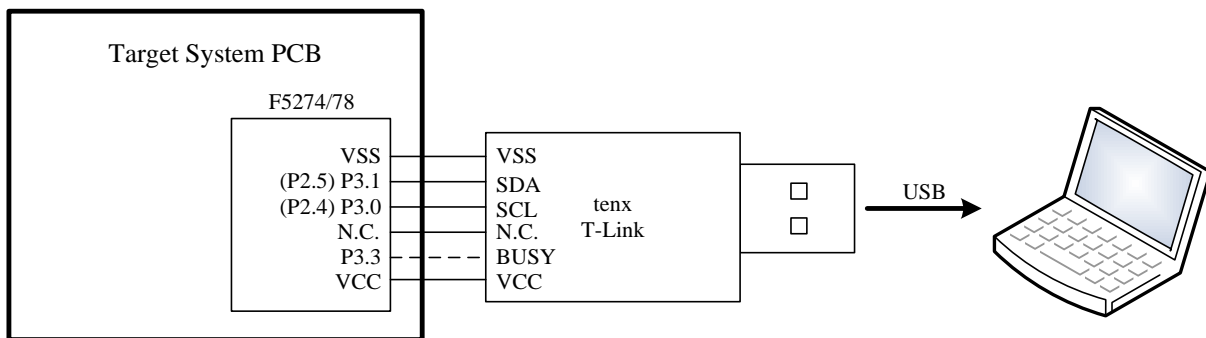 Target System PCB
F5274/78
VSS
(P2.5) P3.1
(P2.4) P3.0
N.C.
P3.3
VCC
VSS
SDA
SCL
N.C.
BUSY
VCC
tenx
T-Link
USB